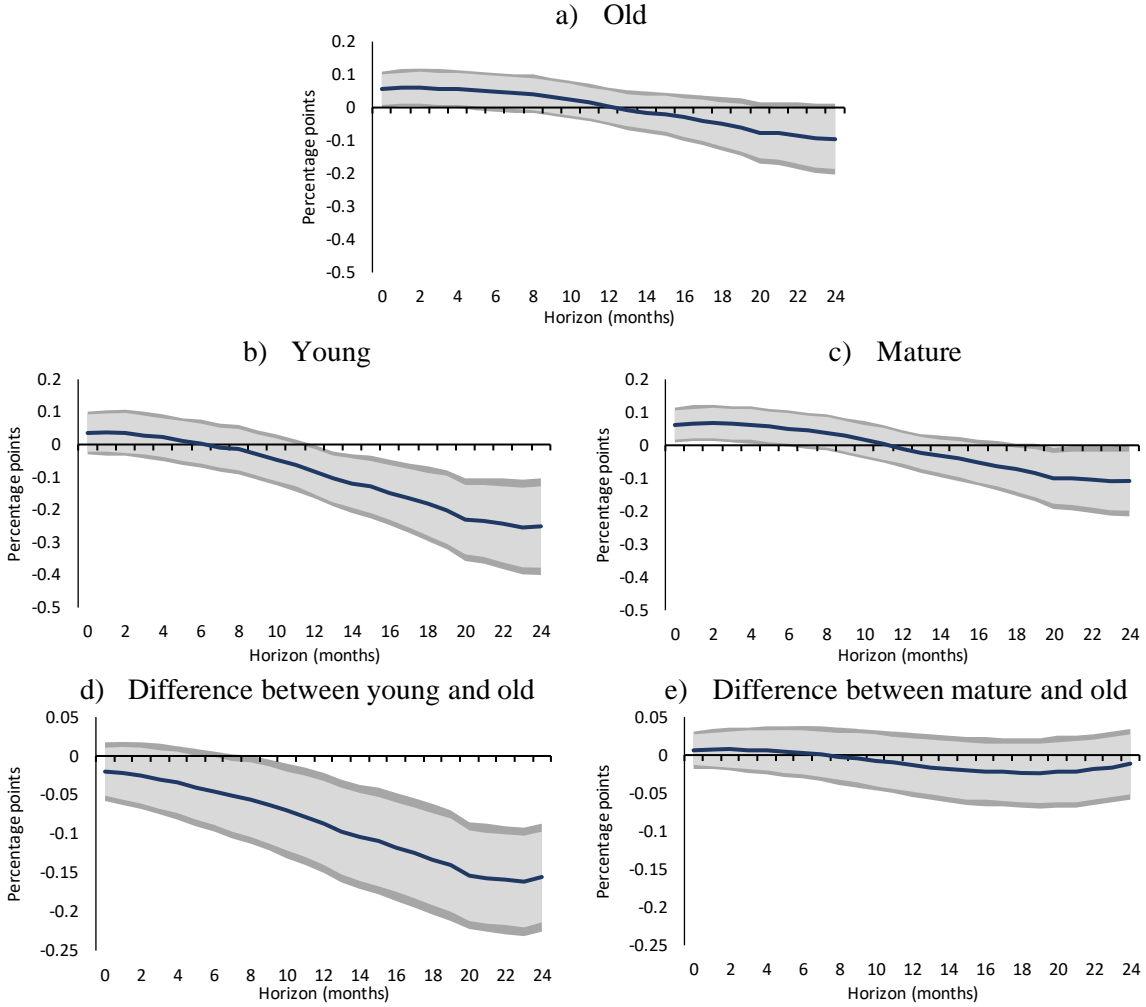 a) Old
0.2
0.1
0
-0.1
-0.2
-0.3
-0.4
-0.5
Percentage points
0 2 4 6 8 10 12 14 16 18 20 22 24
Horizon (months)
b) Young
0.2
0.1
0
-0.1
-0.2
-0.3
-0.4
-0.5
Percentage points
0 2 4 6 8 10 12 14 16 18 20 22 24
Horizon (months)
c) Mature
0.2
0.1
0
-0.1
-0.2
-0.3
-0.4
-0.5
Percentage points
0 2 4 6 8 10 12 14 16 18 20 22 24
Horizon (months)
d) Difference between young and old
0.05
0
-0.05
-0.1
-0.15
-0.2
-0.25
Percentage points
0 2 4 6 8 10 12 14 16 18 20 22 24
Horizon (months)
e) Difference between mature and old
0.05
0
-0.05
-0.1
-0.15
-0.2
-0.25
Percentage points
0 2 4 6 8 10 12 14 16 18 20 22 24
Horizon (months)